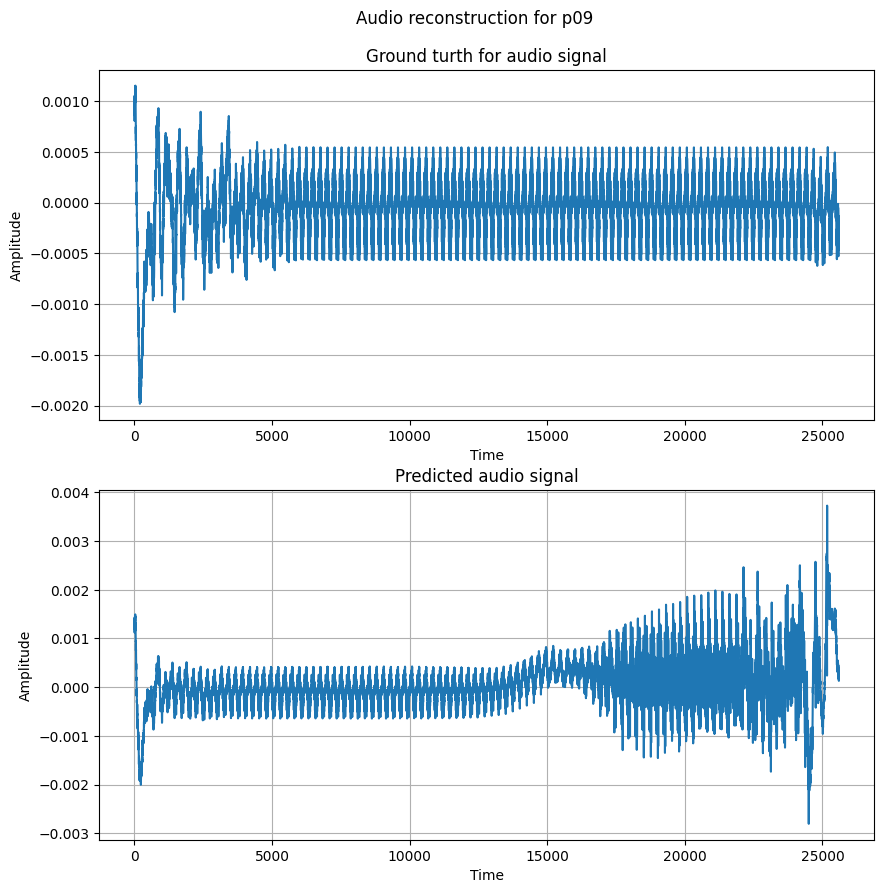 Audio reconstruction for p09
Ground turth for audio signal
0.0010
0.0005
0.0000
−0.0005
−0.0010
−0.0015
−0.0020
Amplitude
0 5000 10000 15000 20000 25000
Time
Predicted audio signal
0.004
0.003
0.002
0.001
0.000
−0.001
−0.002
−0.003
Amplitude
0 5000 10000 15000 20000 25000
Time